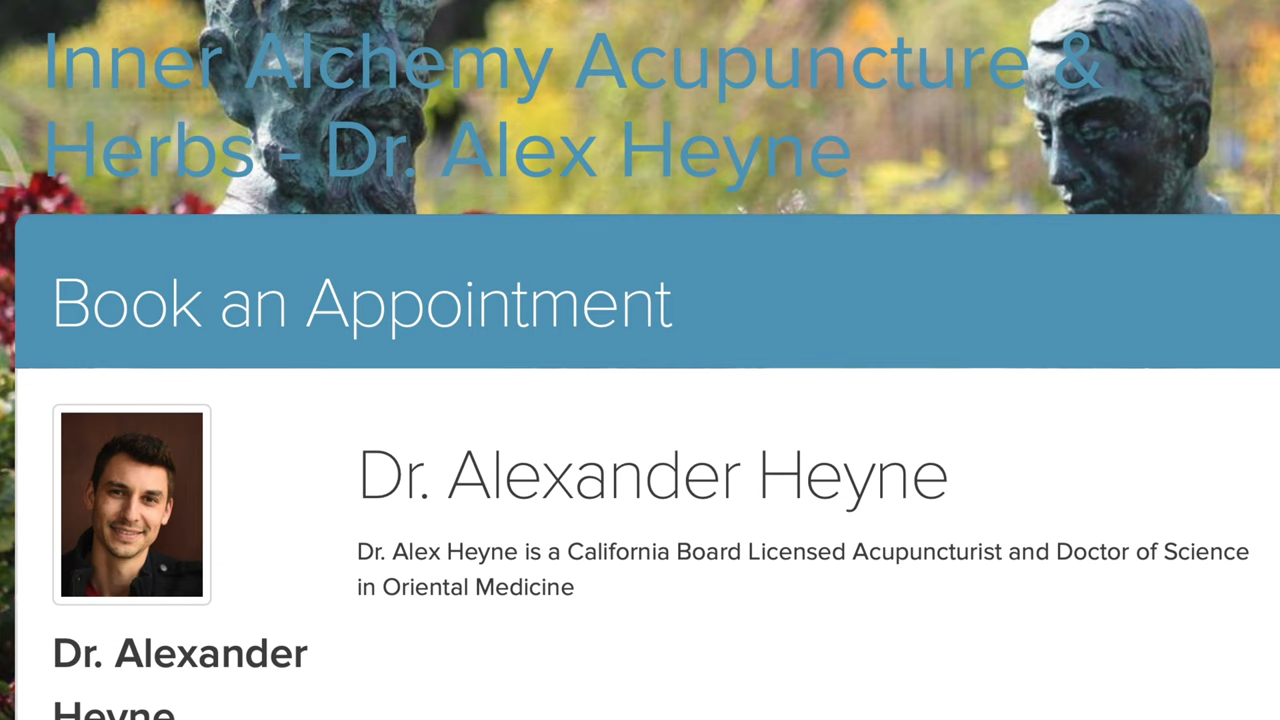 Inner Alchemy Acupuncture &
Herbs - Dr. Alex Heyne
Book an Appointment
Dr. Alexander Heyne
Dr. Alex Heyne is a California Board Licensed Acupuncturist and Doctor of Science
in Oriental Medicine
Dr. Alexander
Heyne